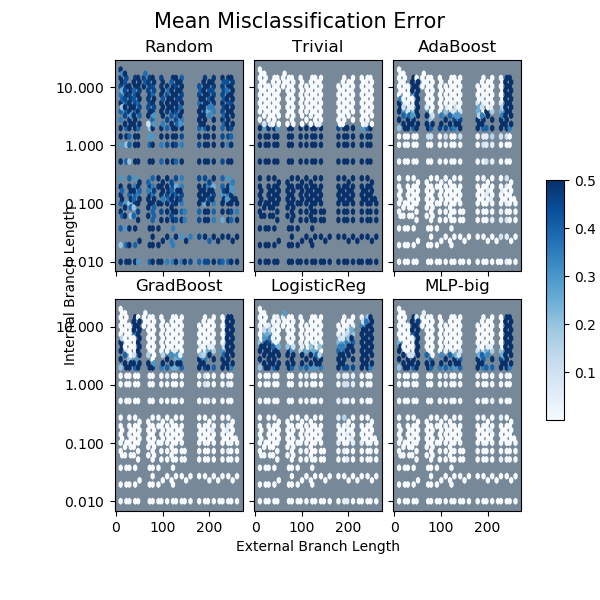 Mean Misclassification Error
Random Trivial AdaBoost
10.000
1.000
0.100
0.010
Internal Branch Length
GradBoost LogisticReg MLP-big
10.000
1.000
0.100
0.010
0 100 200 0 100 200 0 100 200
External Branch Length
0.5
0.4
0.3
0.2
0.1